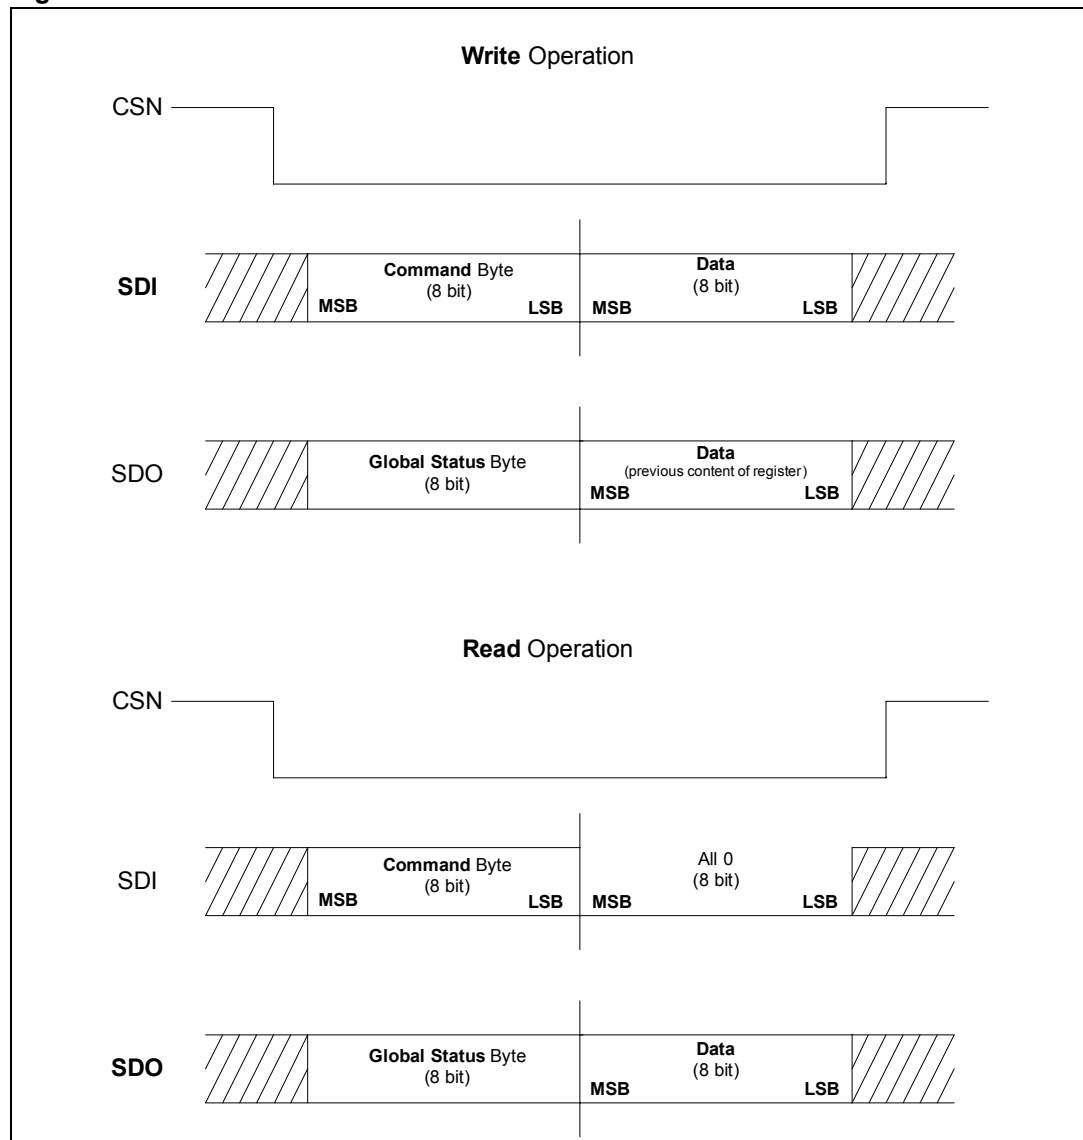 Write Operation
CSN
SDI
Command Byte
(8 bit)
MSB
LSB
Data
(8 bit)
MSB
LSB
SDO
Global Status Byte
(8 bit)
Data
(previous content of register)
MSB
LSB
Read Operation
CSN
SDI
Command Byte
(8 bit)
MSB
LSB
All 0
(8 bit)
MSB
LSB
SDO
Global Status Byte
(8 bit)
Data
(8 bit)
MSB
LSB